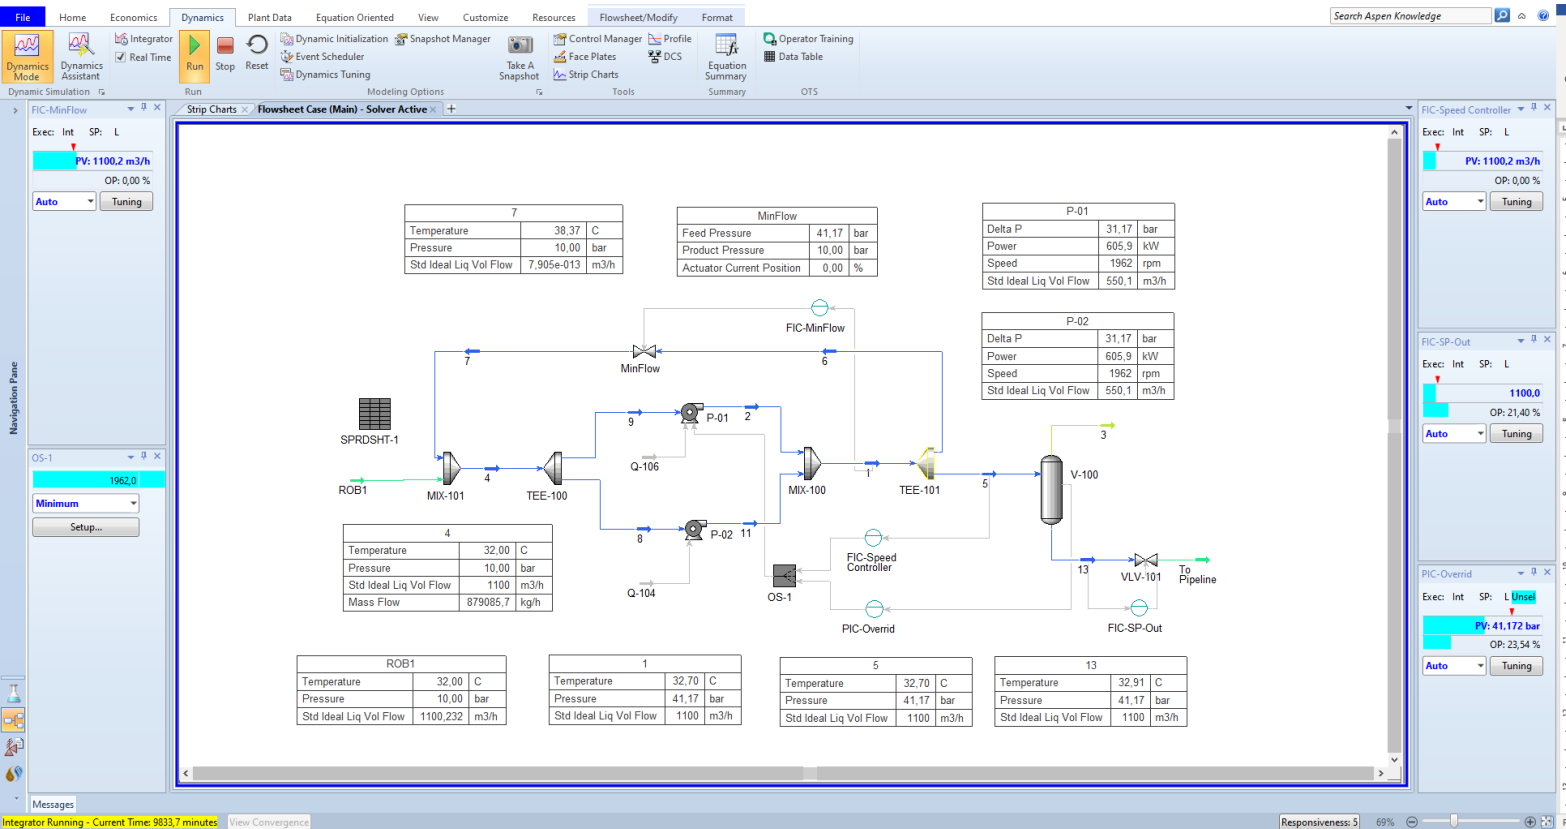 File Home Economics Dynamics Plant Data Equation Oriented View Customize Resources Flowsheet/Modify Format Search Aspen Knowledge
Dynamics Mode
Dynamics Assistant
Integrator
Real Time
Dynamic Simulation
Run Stop Reset
Run
Dynamic Initialization Snapshot Manager
Event Scheduler
Dynamics Tuning
Take A Snapshot
Modeling Options
Control Manager Profile
Face Plates DCS
Strip Charts
Tools
Equation Summary
Summary
Operator Training
Data Table
OTS
FIC-MinFlow
Exec: Int SP: L
PV: 1100,2 m3/h
OP: 0,00 %
Auto Tuning
Navigation Pane
OS-1
1962,0
Minimum
Setup...
Strip Charts Flowsheet Case (Main) - Solver Active +
7
Temperature 38,37 C
Pressure 10,00 bar
Std Ideal Liq Vol Flow 7,905e-013 m3/h
MinFlow
Feed Pressure 41,17 bar
Product Pressure 10,00 bar
Actuator Current Position 0,00 %
P-01
Delta P 31,17 bar
Power 605,9 kW
Speed 1962 rpm
Std Ideal Liq Vol Flow 550,1 m3/h
P-02
Delta P 31,17 bar
Power 605,9 kW
Speed 1962 rpm
Std Ideal Liq Vol Flow 550,1 m3/h
FIC-MinFlow
7
MinFlow
6
SPRDSHT-1
9
P-01
2
Q-106
3
ROB1
MIX-101
4
TEE-100
MIX-100
1
TEE-101
5
V-100
8
P-02
11
Q-104
FIC-Speed
Controller
OS-1
PIC-Overrid
13
VLV-101
To
Pipeline
FIC-SP-Out
4
Temperature 32,00 C
Pressure 10,00 bar
Std Ideal Liq Vol Flow 1100 m3/h
Mass Flow 879085,7 kg/h
ROB1
Temperature 32,00 C
Pressure 10,00 bar
Std Ideal Liq Vol Flow 1100,232 m3/h
1
Temperature 32,70 C
Pressure 41,17 bar
Std Ideal Liq Vol Flow 1100 m3/h
5
Temperature 32,70 C
Pressure 41,17 bar
Std Ideal Liq Vol Flow 1100 m3/h
13
Temperature 32,91 C
Pressure 41,17 bar
Std Ideal Liq Vol Flow 1100 m3/h
FIC-Speed Controller
Exec: Int SP: L
PV: 1100,2 m3/h
OP: 0,00 %
Auto Tuning
FIC-SP-Out
Exec: Int SP: L
1100,0
OP: 21,40 %
Auto Tuning
PIC-Overrid
Exec: Int SP: L Unsel
PV: 41,172 bar
OP: 23,54 %
Auto Tuning
Messages
Integrator Running - Current Time: 9833,7 minutes View Convergence Responsiveness: 5 69%